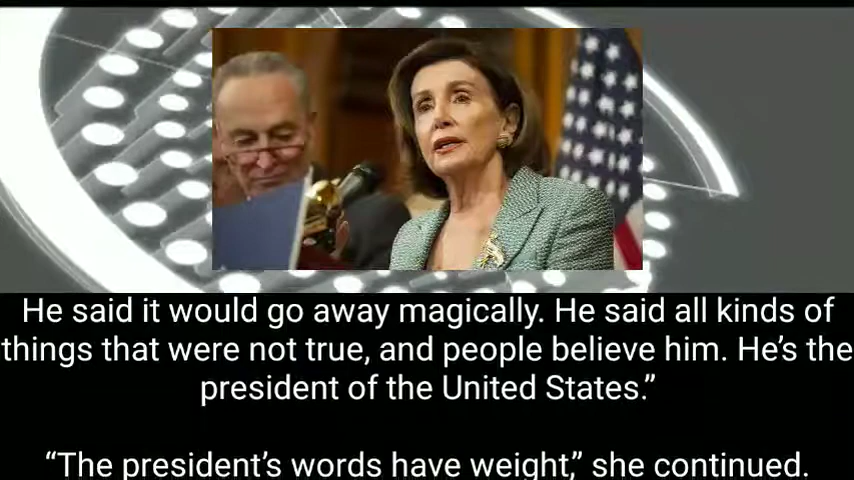 He said it would go away magically. He said all kinds of
things that were not true, and people believe him. He’s the
president of the United States.”
“The president’s words have weight,” she continued.